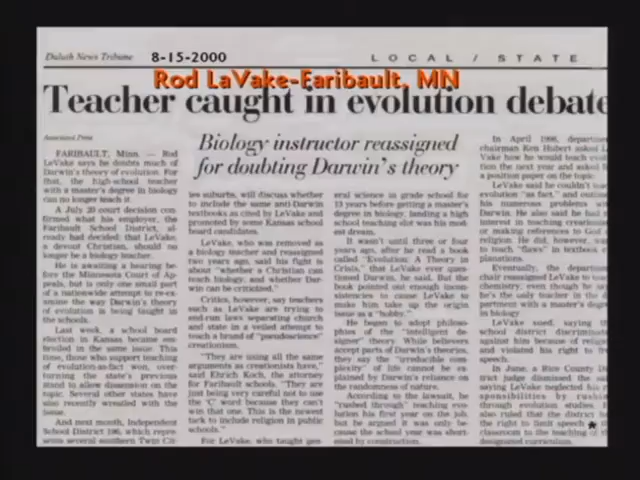 Duluth News Tribune
8-15-2000
LOCAL / STATE
Rod LaVake-Faribault, MN
Teacher caught in evolution debate
Associated Press
Biology instructor reassigned
for doubting Darwin's theory
FARIBAULT, Minn. — Rod
LeVake says he doubts much of
Darwin's theory of evolution. For
that, the high-school teacher
with a master's degree in biology
can no longer teach it.
A July 20 court decision con-
firmed what his employer, the
Faribault School District, al-
ready had decided: that LeVake,
a devout Christian, should no
longer be a biology teacher.
He is awaiting a hearing be-
fore the Minnesota Court of Ap-
peals, but is only one small part
of a nationwide attempt to re-ex-
amine the way Darwin's theory
of evolution is being taught in
the schools.
Last week, a school board
election in Kansas became em-
broiled in the same issue. This
time, those who support teaching
of evolution-as-fact won, over-
turning the state's previous
stand to allow dissension on the
topic. Several other states have
also recently wrestled with the
issue.
And next month, Independent
School District 196, which repre-
sents several southern Twin Cit-
ies suburbs, will discuss whether
to include the same anti-Darwin
textbooks as cited by LeVake and
promoted by some Kansas school
board candidates.
LeVake, who was removed as
a biology teacher and reassigned
two years ago, said his fight is
about "whether a Christian can
teach biology, and whether Dar-
win can be criticized."
Critics, however, say teachers
such as LeVake are trying to
end-run laws separating church
and state in a veiled attempt to
teach a brand of "pseudoscience"
creationism.
"They are using all the same
arguments as creationists have,"
said Ehrich Koch, the attorney
for Faribault schools. "They are
just being very careful not to use
the 'C' word because they can't
win that one. This is the newest
tack to include religion in public
schools."
For LeVake, who taught gen-
eral science in grade school for
13 years before getting a master's
degree in biology, landing a high
school teaching slot was his mod-
est dream.
It wasn't until three or four
years ago, after he read a book
called "Evolution: A Theory in
Crisis," that LeVake ever ques-
tioned Darwin, he said. But the
book pointed out enough incon-
sistencies to cause LeVake to
make him take up the origin
issue as a "hobby."
He began to adopt philoso-
phies of the "intelligent de-
signer" theory. While believers
accept parts of Darwin's theories,
they say the "irreducible com-
plexity" of life cannot be ex-
plained by Darwin's reliance on
the randomness of nature.
According to the lawsuit, he
"rushed through" teaching evo-
lution his first year on the job,
but he argued it was only be-
cause the school year was short-
ened by construction.
In April 1998, departmen
chairman Ken Hubert asked L
Vake how he would teach evol
tion the next year and asked f
a position paper on the topic.
LeVake said he couldn't tea
evolution "as fact," and outlin
his numerous problems wi
Darwin. He also said he had n
interest in teaching creationis
or making references to God o
religion. He did, however, wan
to teach "flaws" in textbook e
planations.
Eventually, the departmen
chair reassigned LeVake to tea
chemistry, even though he sa
he's the only teacher in the d
partment with a master's degre
in biology.
LeVake sued, saying th
school district discriminate
against him because of religio
and violated his right to fr
speech.
In June, a Rice County Di
trict judge dismissed the suit
saying LeVake neglected his r
sponsibilities by rushin
through evolution studies. H
also ruled that the district ha
the right to limit speech
classroom to the teaching of th
designated curriculum.